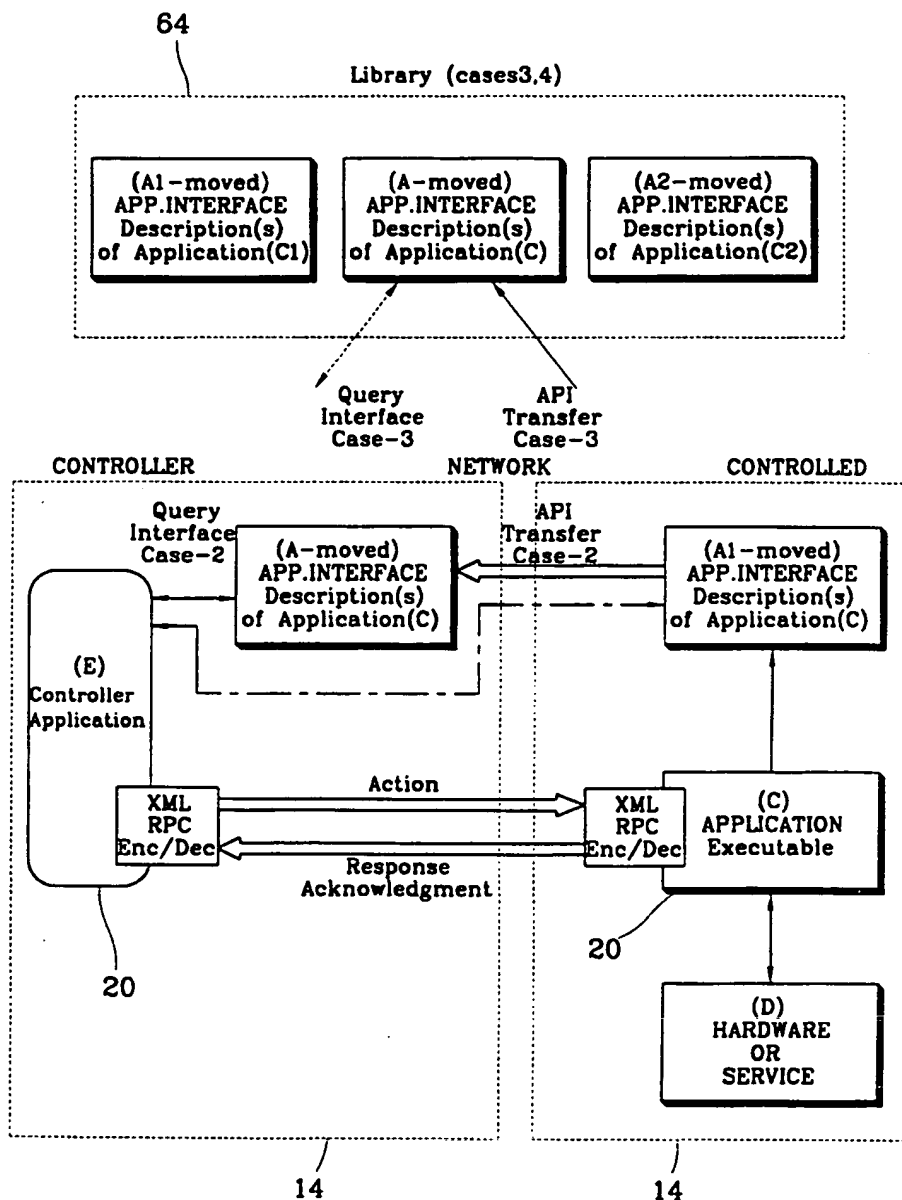 64
Library (cases3,4)
(A1-moved)
APP.INTERFACE
Description(s)
of Application(C1)
(A-moved)
APP.INTERFACE
Description(s)
of Application(C)
(A2-moved)
APP.INTERFACE
Description(s)
of Application(C2)
Query
Interface
Case-3
API
Transfer
Case-3
CONTROLLER
NETWORK
CONTROLLED
Query
Interface
Case-2
(A-moved)
APP.INTERFACE
Description(s)
of Application(C)
API
Transfer
Case-2
(A1-moved)
APP.INTERFACE
Description(s)
of Application(C)
(E)
Controller
Application
XML
RPC
Enc/Dec
Action
Response
Acknowledgment
XML
RPC
Enc/Dec
(C)
APPLICATION
Executable
20
20
(D)
HARDWARE
OR
SERVICE
14
14